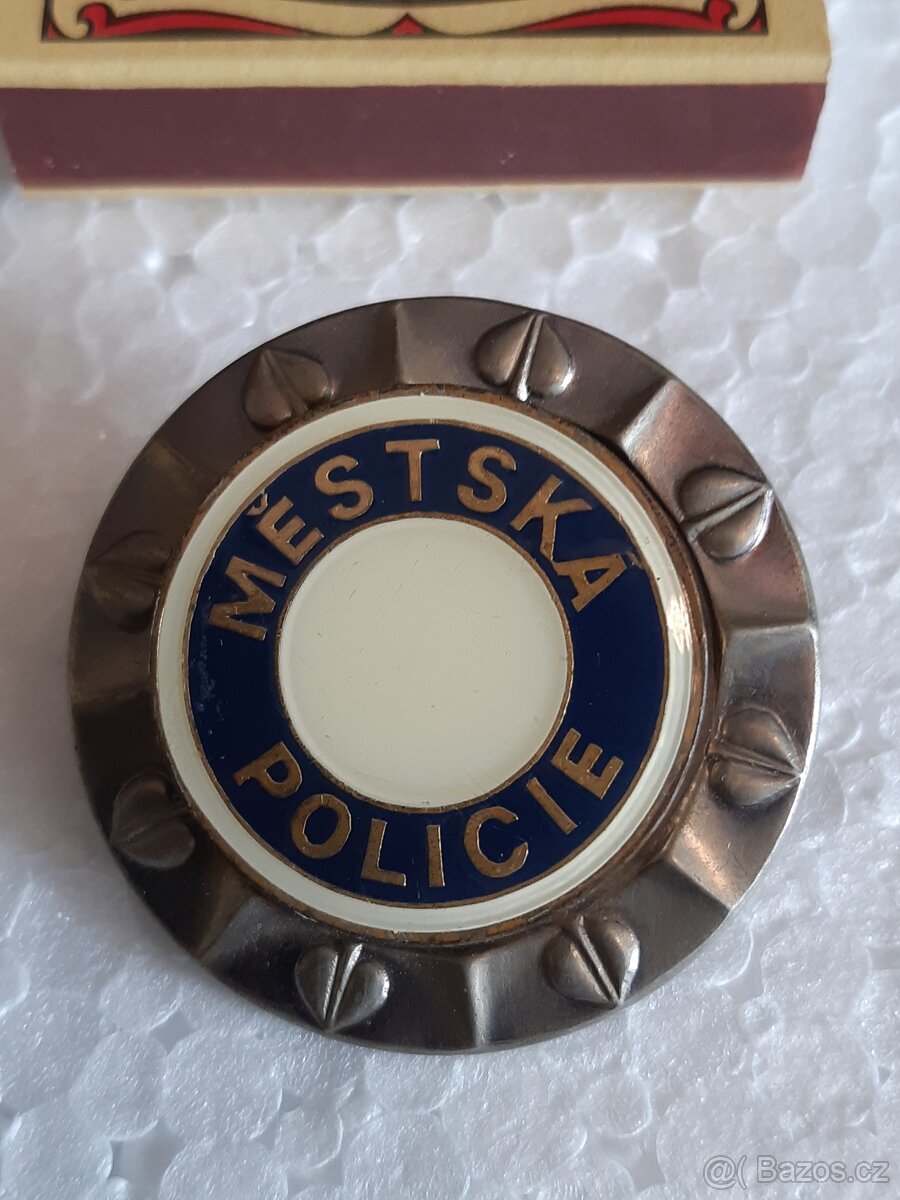 MĚSTSKÁ
POLICIE
@( Bazos.cz